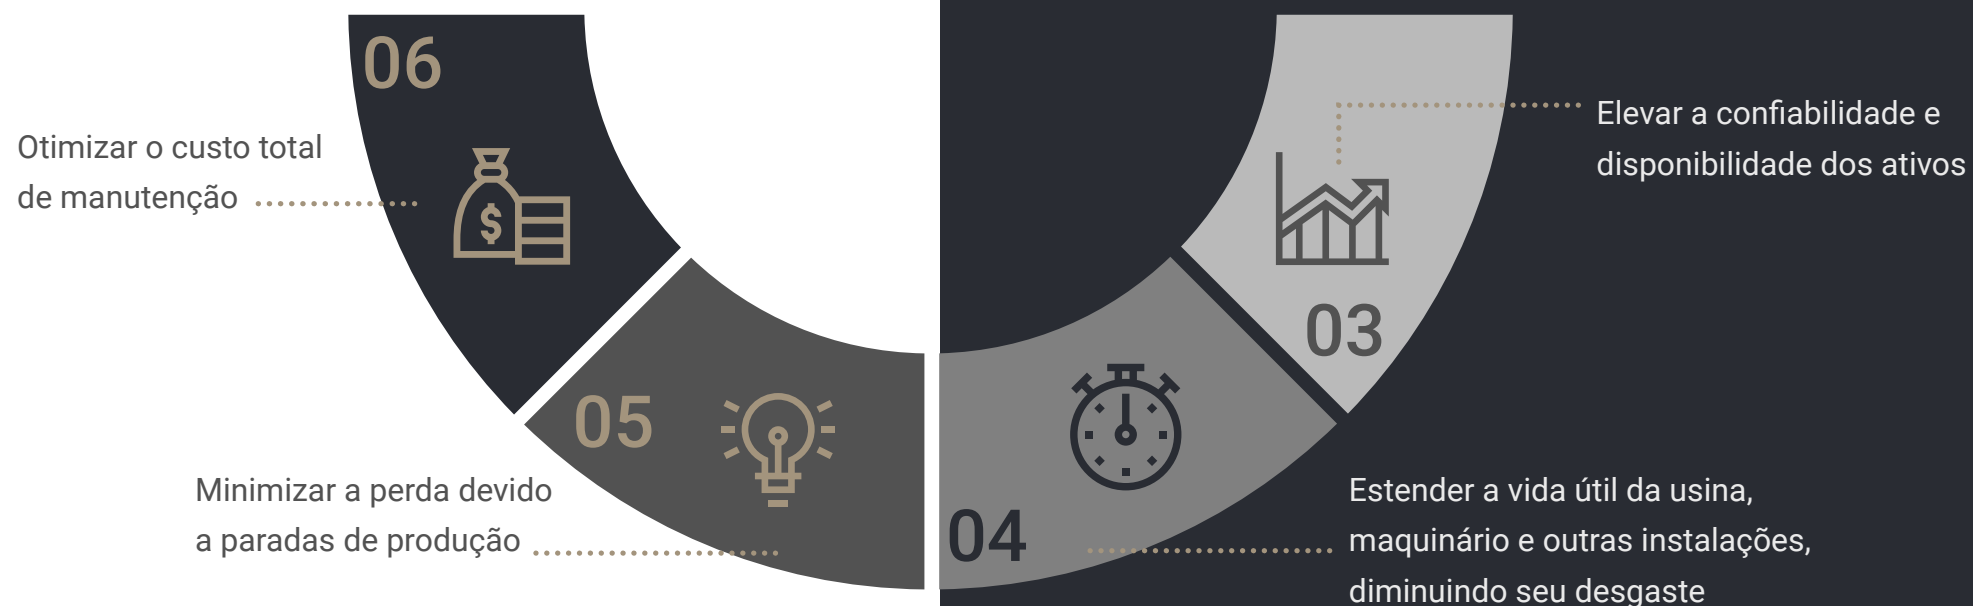 06
Otimizar o custo total
de manutenção
$
05
Minimizar a perda devido
a paradas de produção
Elevar a confiabilidade e
disponibilidade dos ativos
03
04
Estender a vida útil da usina,
maquinário e outras instalações,
diminuindo seu desgaste